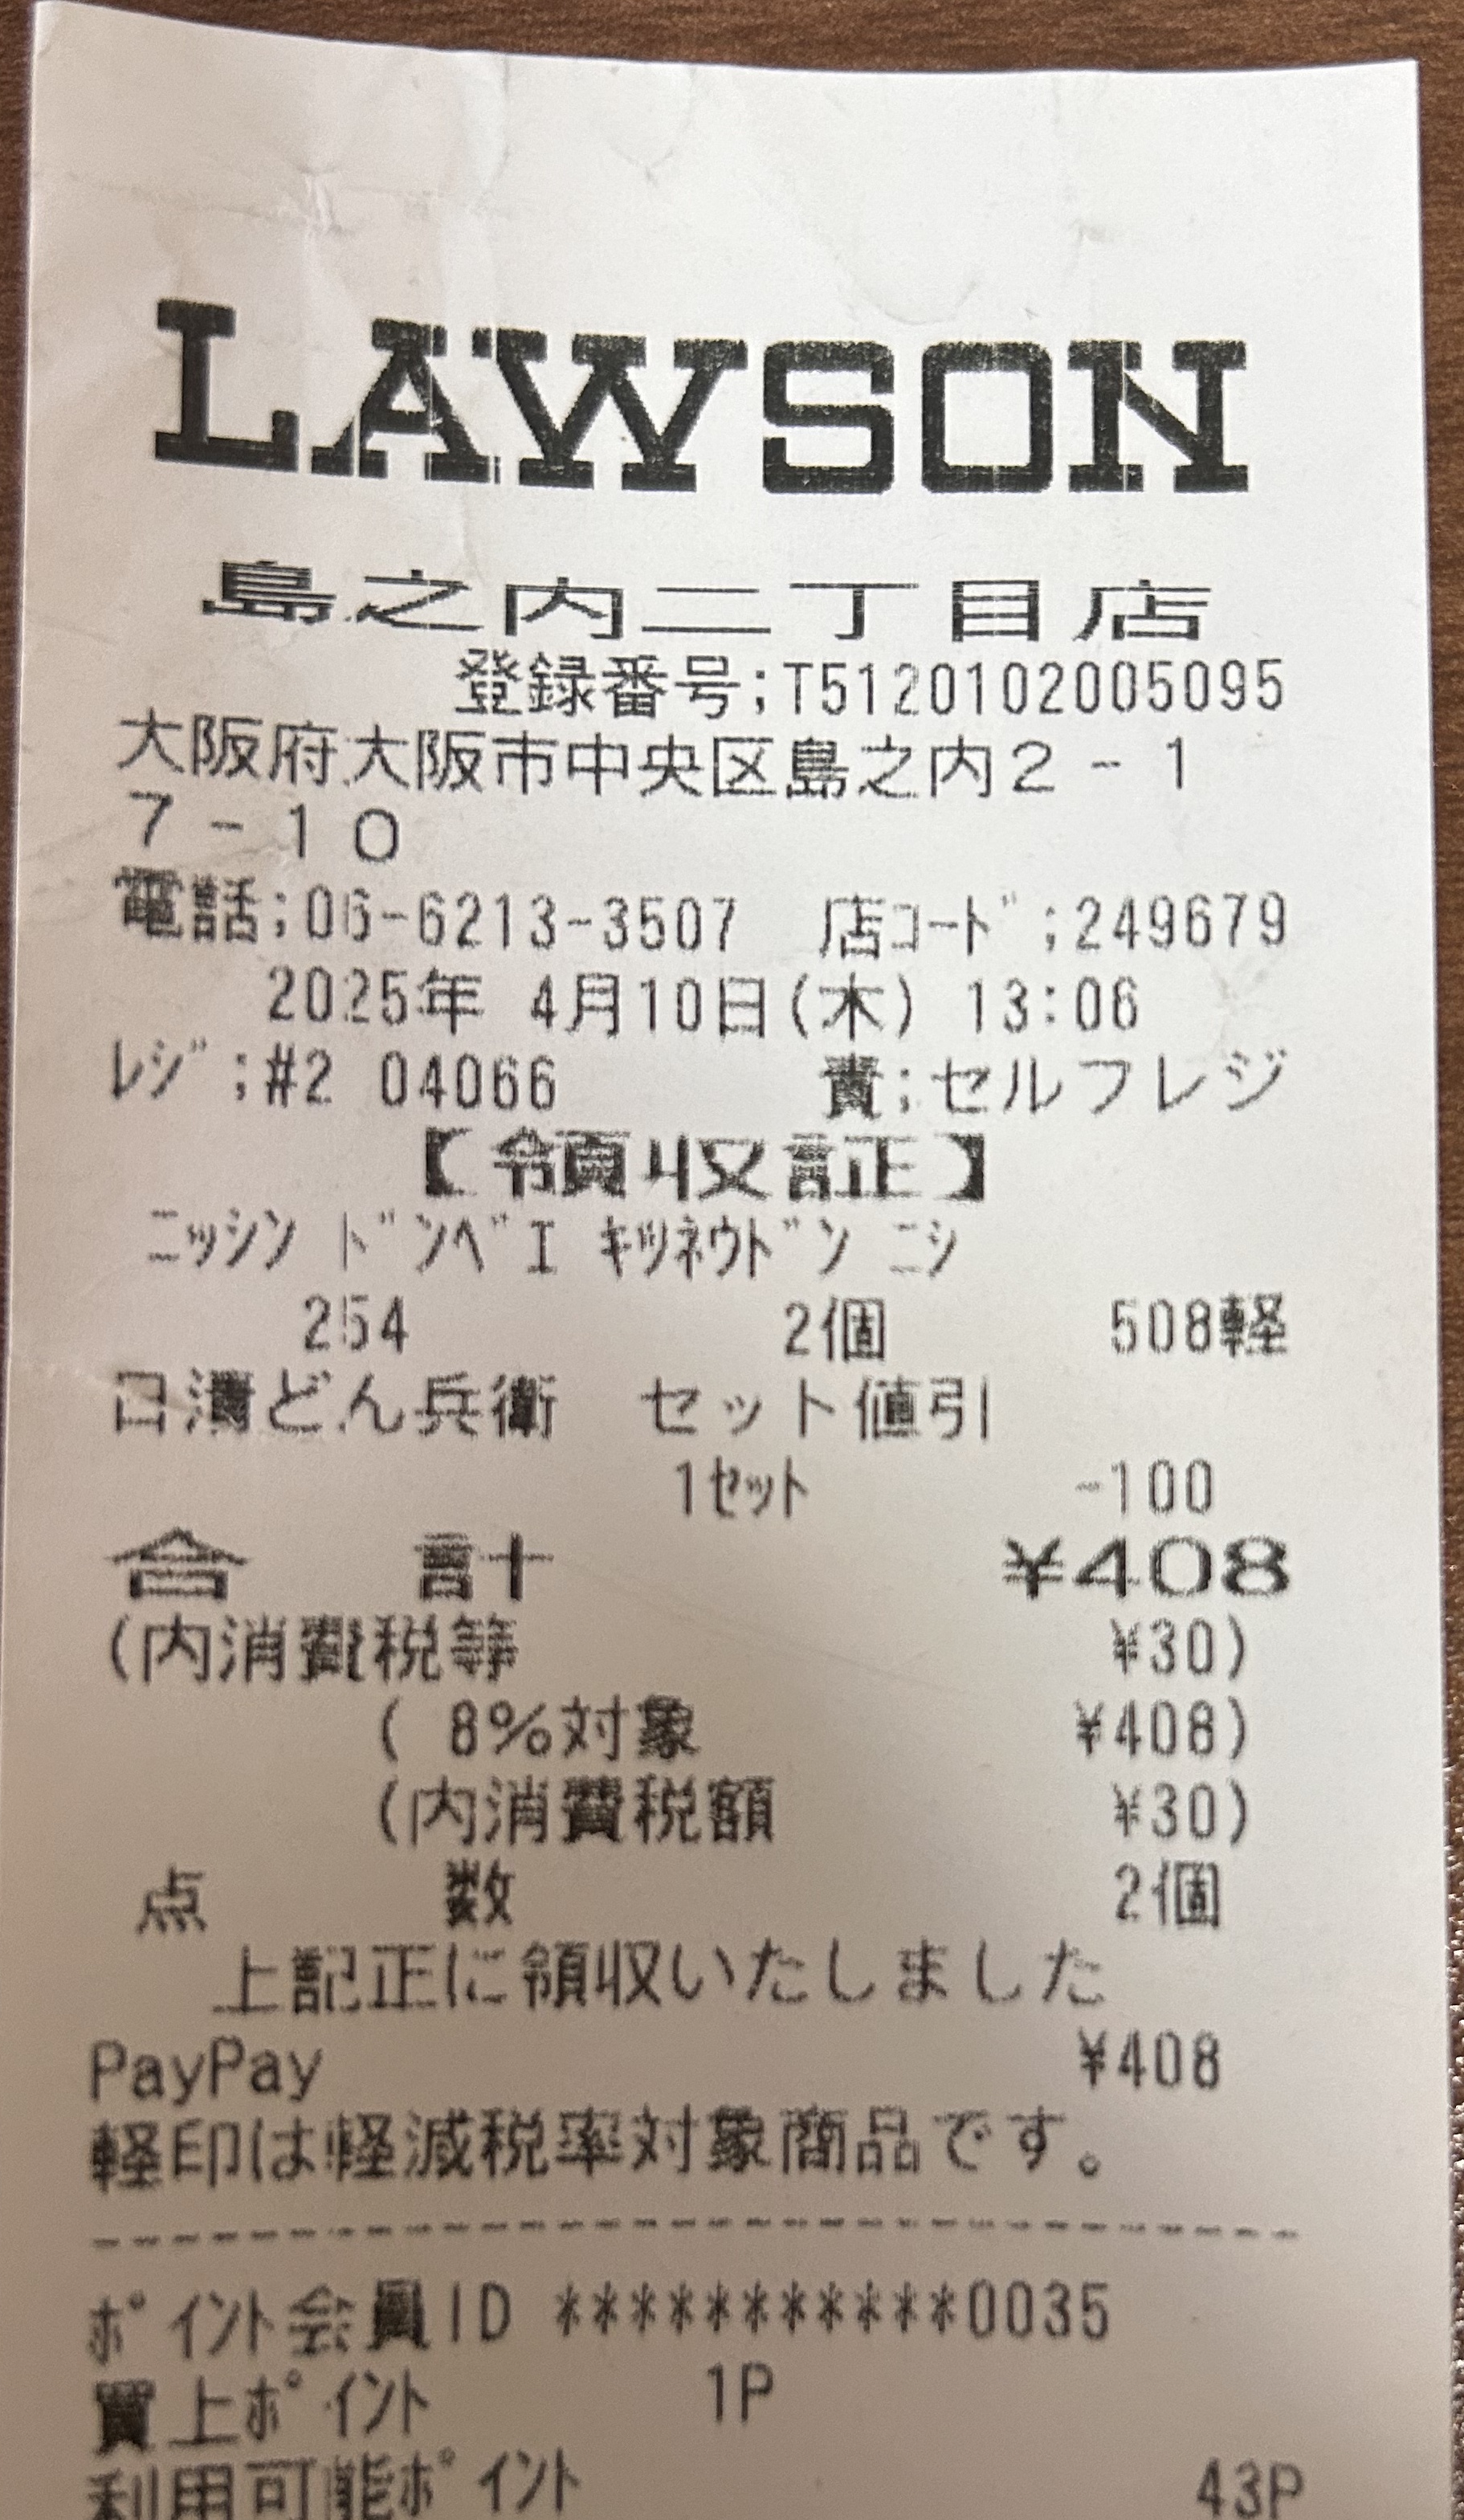 LAWSON
島之内二丁目店
登録番号;T5120102005095
大阪府大阪市中央区島之内2-1
7-10
電話;06-6213-3507 店ｺｰﾄﾞ;249679
2025年 4月10日(木) 13:06
ﾚｼﾞ;#2 04066 責;セルフレジ
【領収証】
ﾆｯｼﾝ ﾄﾞﾝﾍﾞｴ ｷﾂﾈｳﾄﾞﾝ ﾆｼ
254 2個 508軽
日清どん兵衛 セット値引
1ｾｯﾄ -100
合 計 ¥408
(内消費税等 ¥30)
( 8%対象 ¥408)
(内消費税額 ¥30)
点 数 2個
上記正に領収いたしました
PayPay ¥408
軽印は軽減税率対象商品です。
--------------------------------
ﾎﾟｲﾝﾄ会員ID ***********0035
買上ﾎﾟｲﾝﾄ 1P
利用可能ﾎﾟｲﾝﾄ 43P